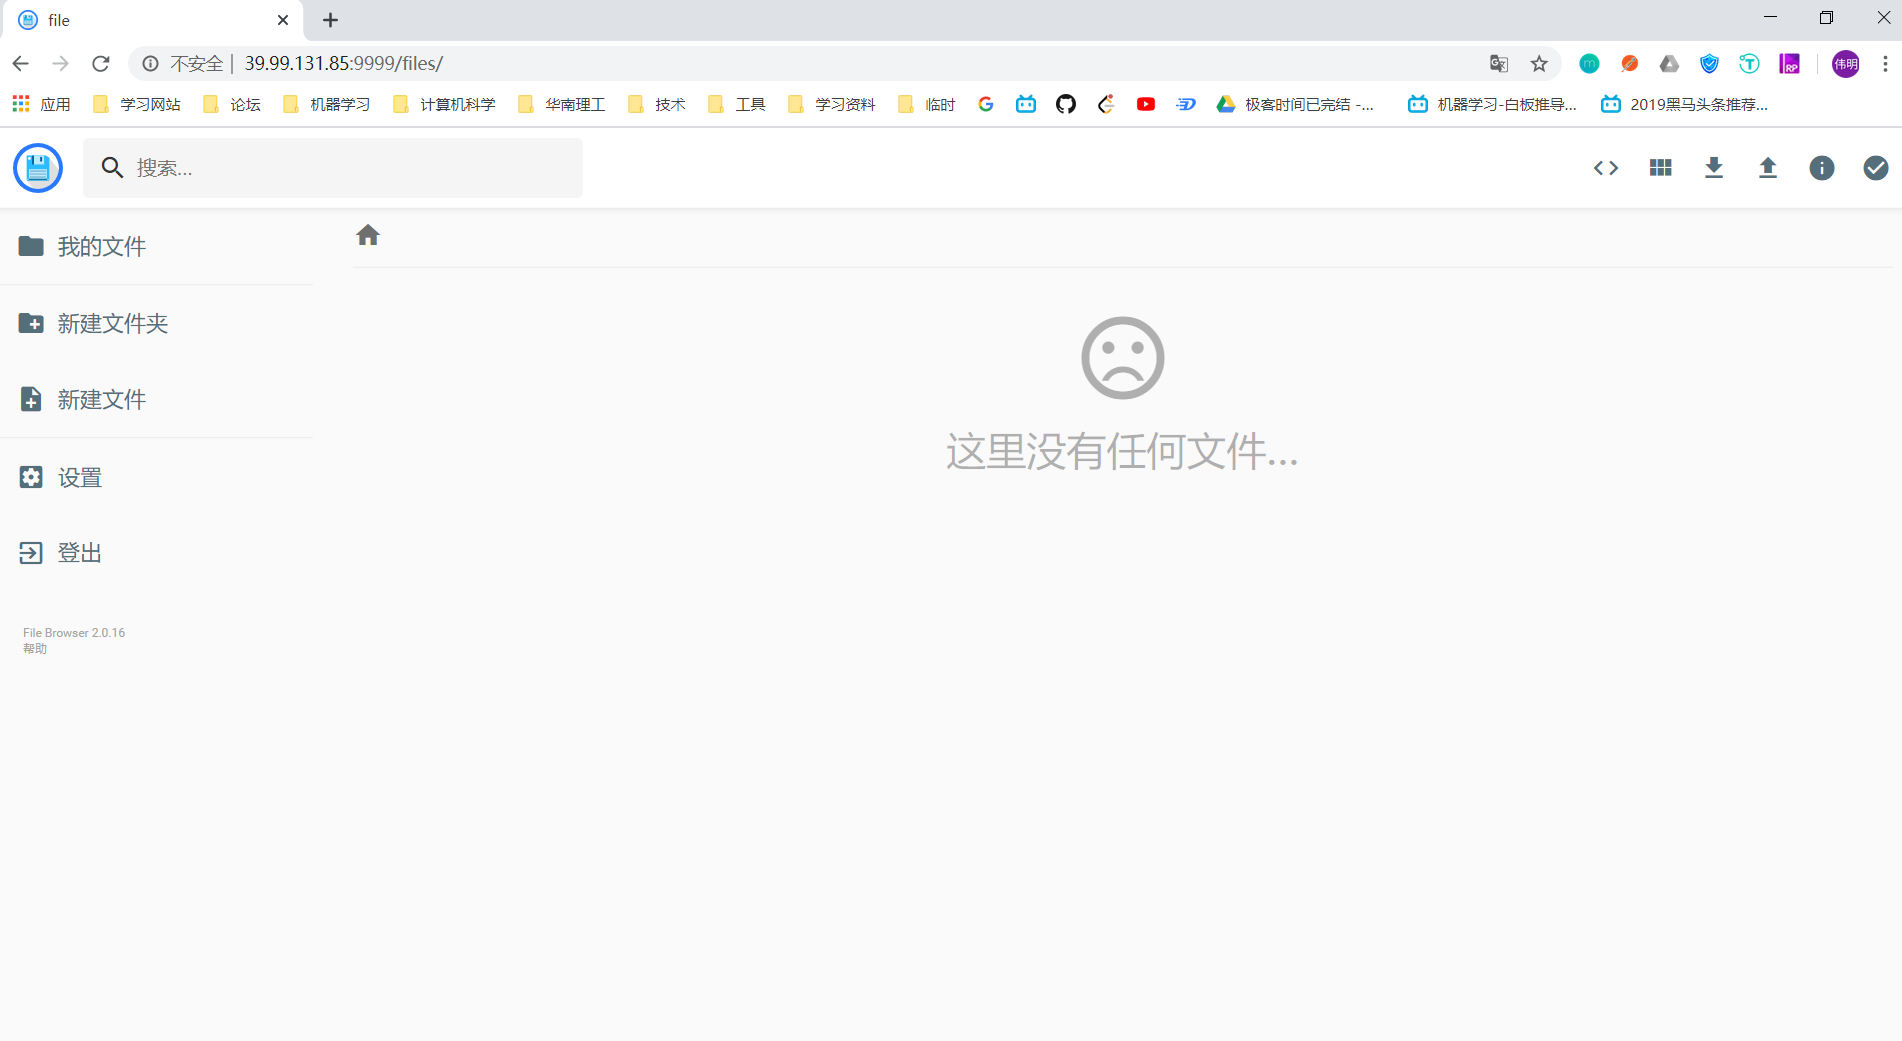 file
不安全 | 39.99.131.85:9999/files/
伟明
应用 学习网站 论坛 机器学习 计算机科学 华南理工 技术 工具 学习资料 临时 极客时间已完结 -... 机器学习-白板推导... 2019黑马头条推荐...
搜索...
我的文件
新建文件夹
新建文件
设置
登出
File Browser 2.0.16
帮助
这里没有任何文件...